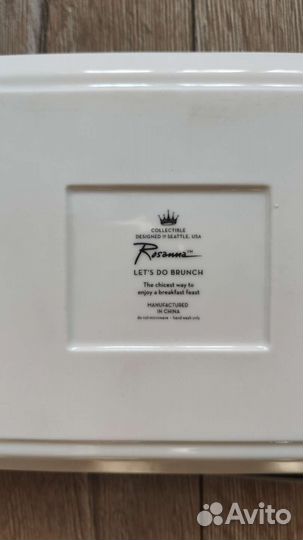 COLLECTIBLE
DESIGNED IN SEATTLE, USA
Rosanna™
LET'S DO BRUNCH
The chicest way to
enjoy a breakfast feast
MANUFACTURED
IN CHINA
do not microwave - hand wash only
Avito